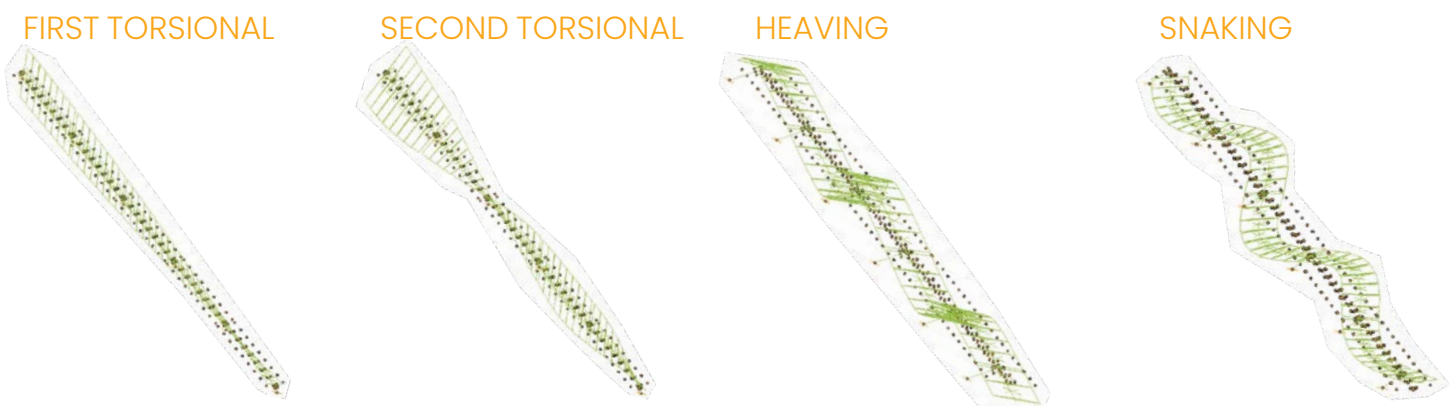 FIRST TORSIONAL
SECOND TORSIONAL
HEAVING
SNAKING